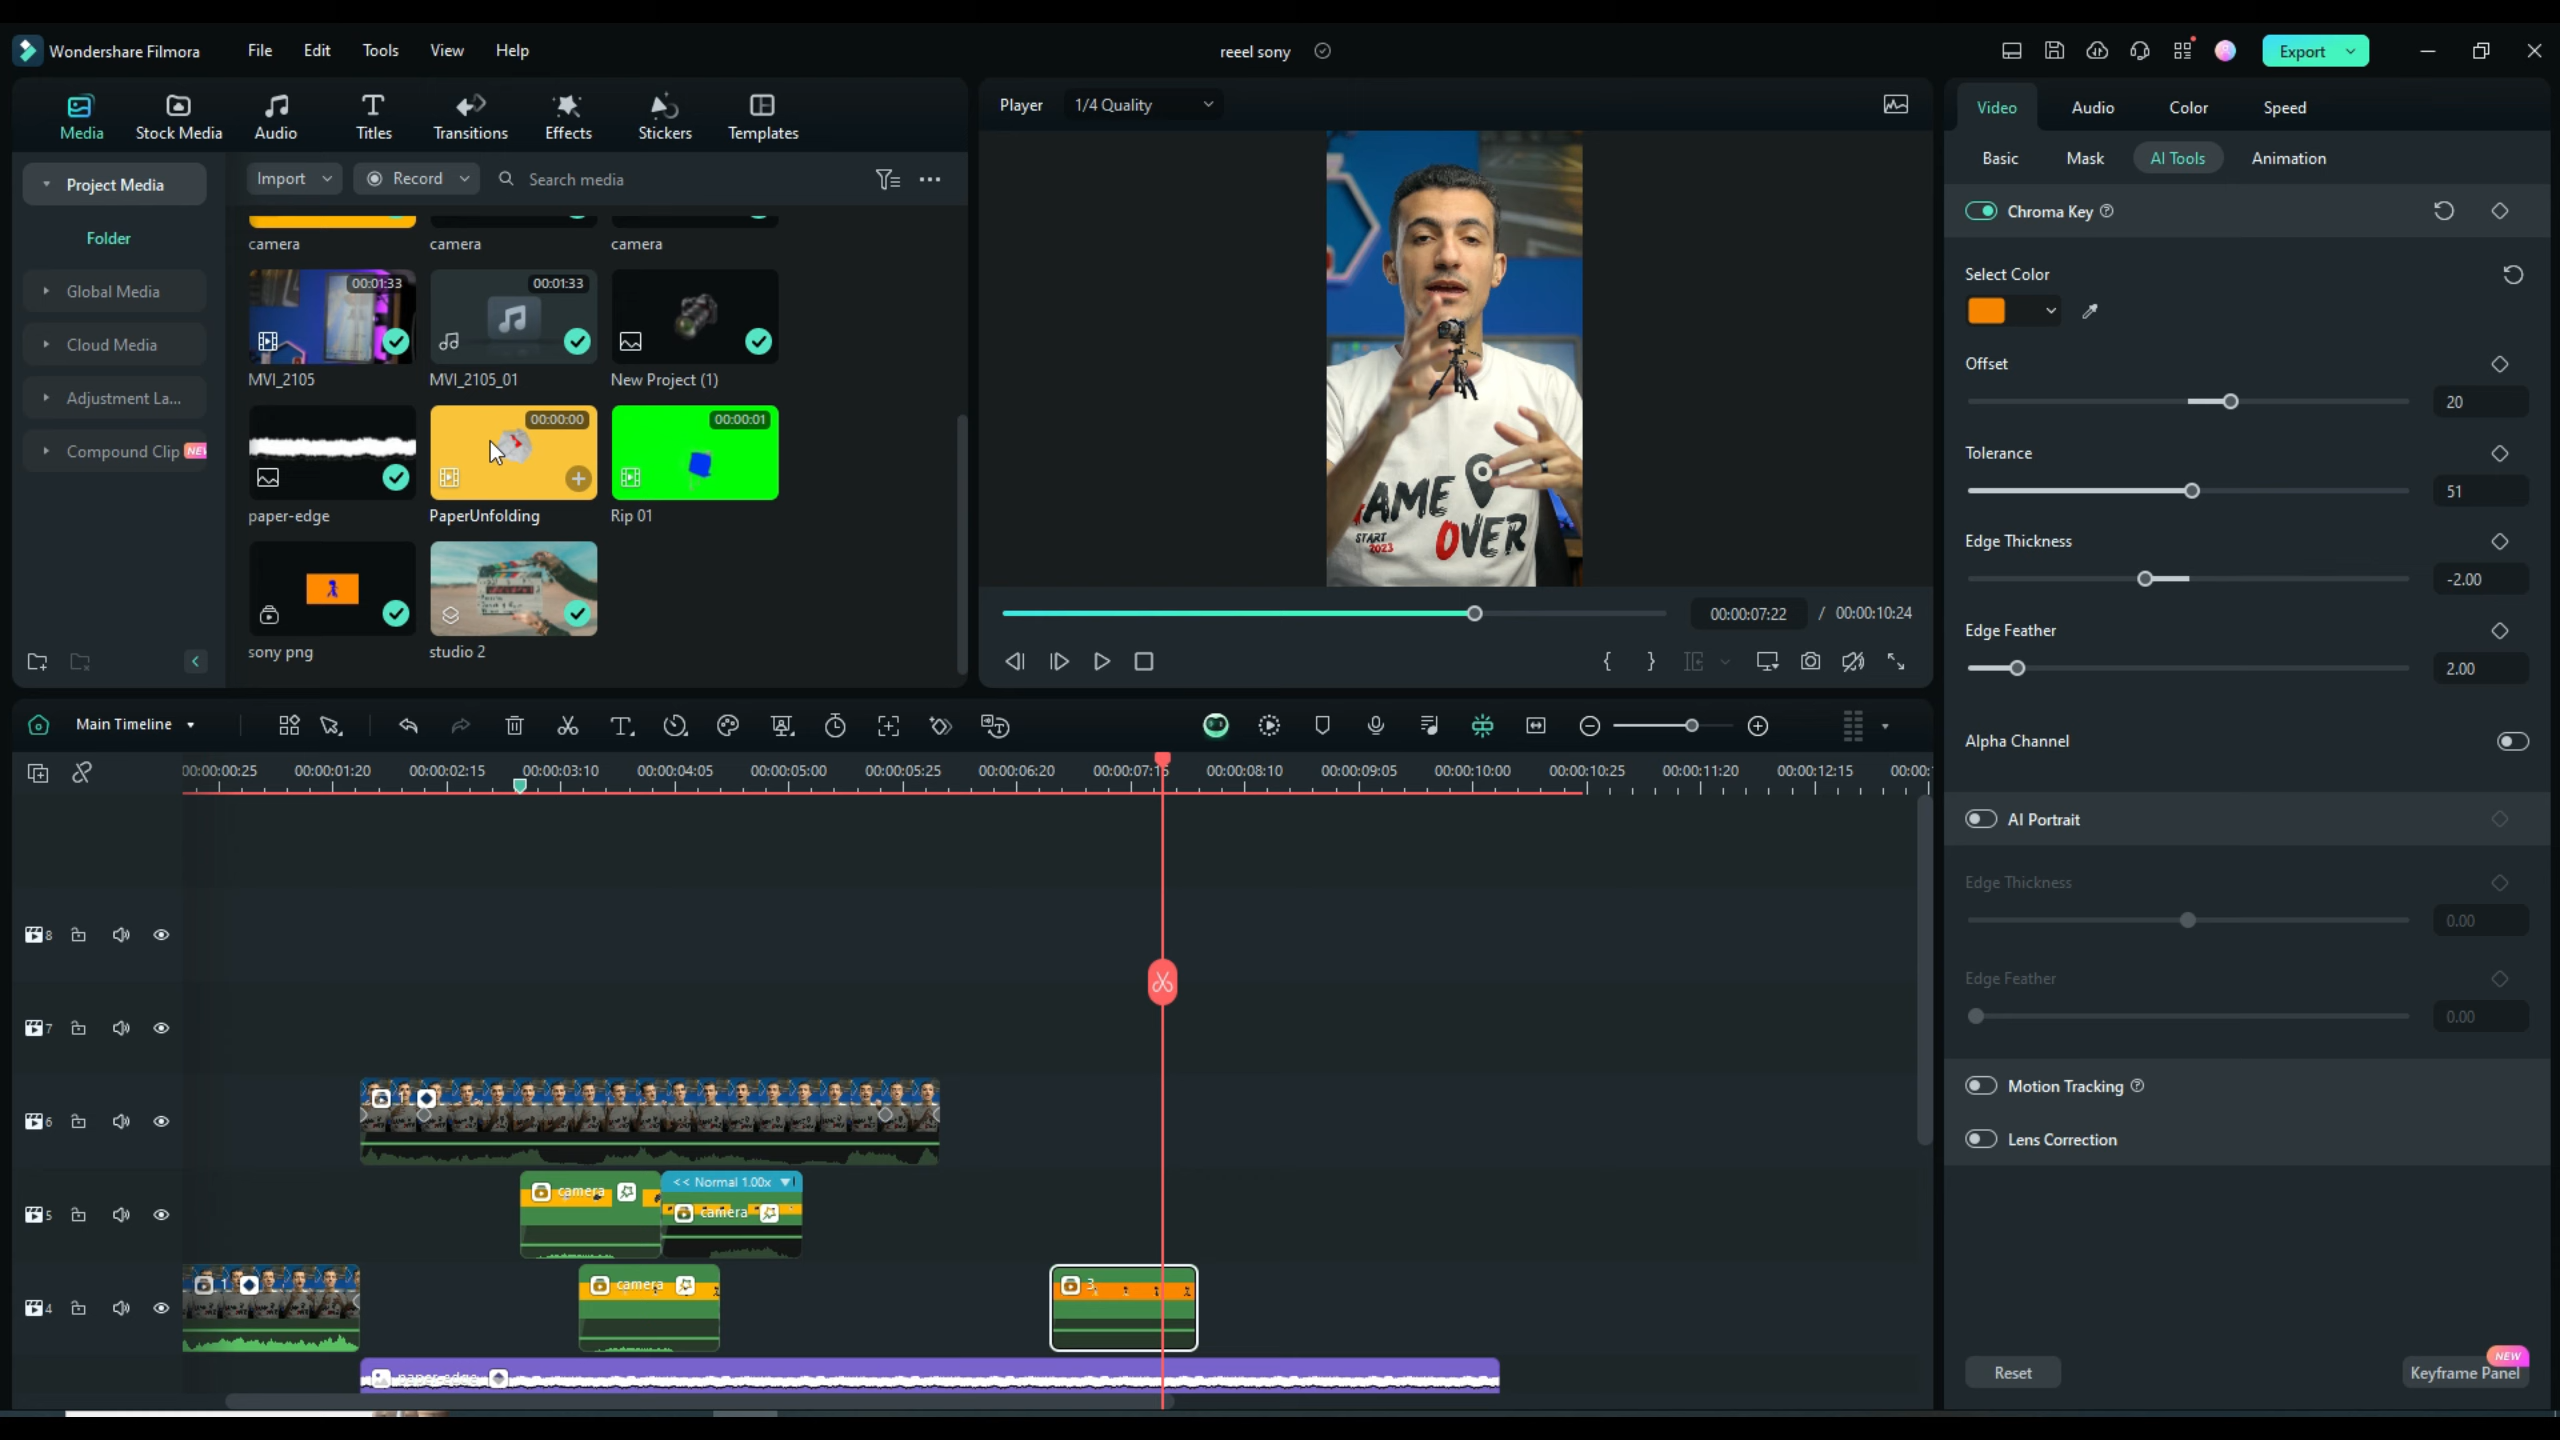 Wondershare Filmora
File
Edit
Tools
View
Help
reeel sony
Export
Media
Stock Media
Audio
Titles
Transitions
Effects
Stickers
Templates
Player
1/4 Quality
Video
Audio
Color
Speed
Basic
Mask
AI Tools
Animation
Project Media
Folder
Global Media
Cloud Media
Adjustment La...
Compound Clip
Import
Record
Search media
camera
camera
camera
00:01:33
MVI_2105
00:01:33
MVI_2105_01
New Project (1)
paper-edge
00:00:00
PaperUnfolding
00:00:01
Rip 01
sony png
studio 2
AME
OVER
START
2023
00:00:07:22 / 00:00:10:24
Chroma Key
Select Color
Offset
20
Tolerance
51
Edge Thickness
-2.00
Edge Feather
2.00
Alpha Channel
AI Portrait
Edge Thickness
0.00
Edge Feather
0.00
Motion Tracking
Lens Correction
Reset
NEW
Keyframe Panel
Main Timeline
00:00:00:25
00:00:01:20
00:00:02:15
00:00:03:10
00:00:04:05
00:00:05:00
00:00:05:25
00:00:06:20
00:00:07:15
00:00:08:10
00:00:09:05
00:00:10:00
00:00:10:25
00:00:11:20
00:00:12:15
00:00:
8
7
6
1
5
camera
<< Normal 1.00x
camera
4
1
camera
3
paper-edge